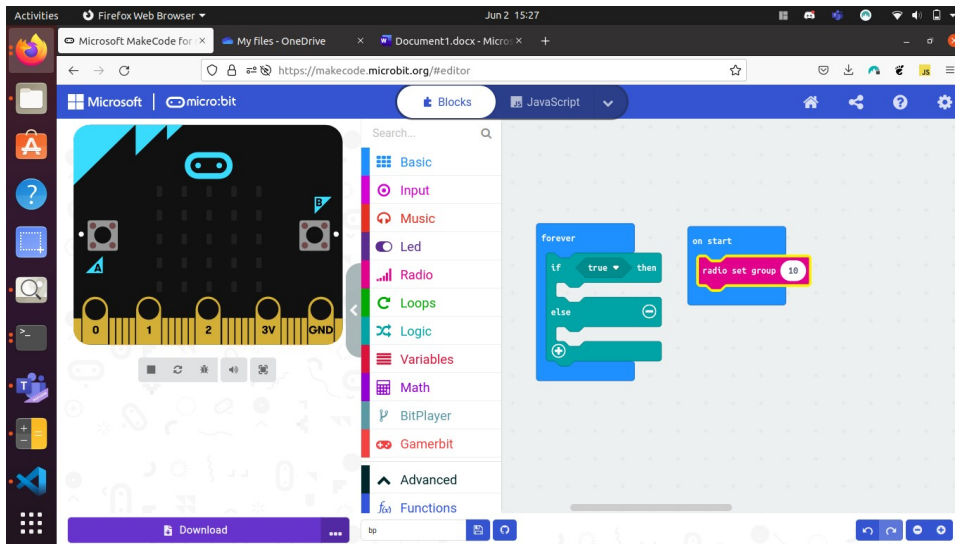 Activities
Firefox Web Browser
Jun 2 15:27
Microsoft MakeCode for
My files - OneDrive
Document1.docx - Micros
https://makecode.microbit.org/#editor
JS
Microsoft
micro:bit
Blocks
JS JavaScript
Search...
Basic
Input
Music
Led
Radio
Loops
Logic
Variables
Math
BitPlayer
Gamerbit
Advanced
f(x) Functions
A
B
0 1 2 3V GND
forever
if true then
else
on start
radio set group 10
Download
...
bp